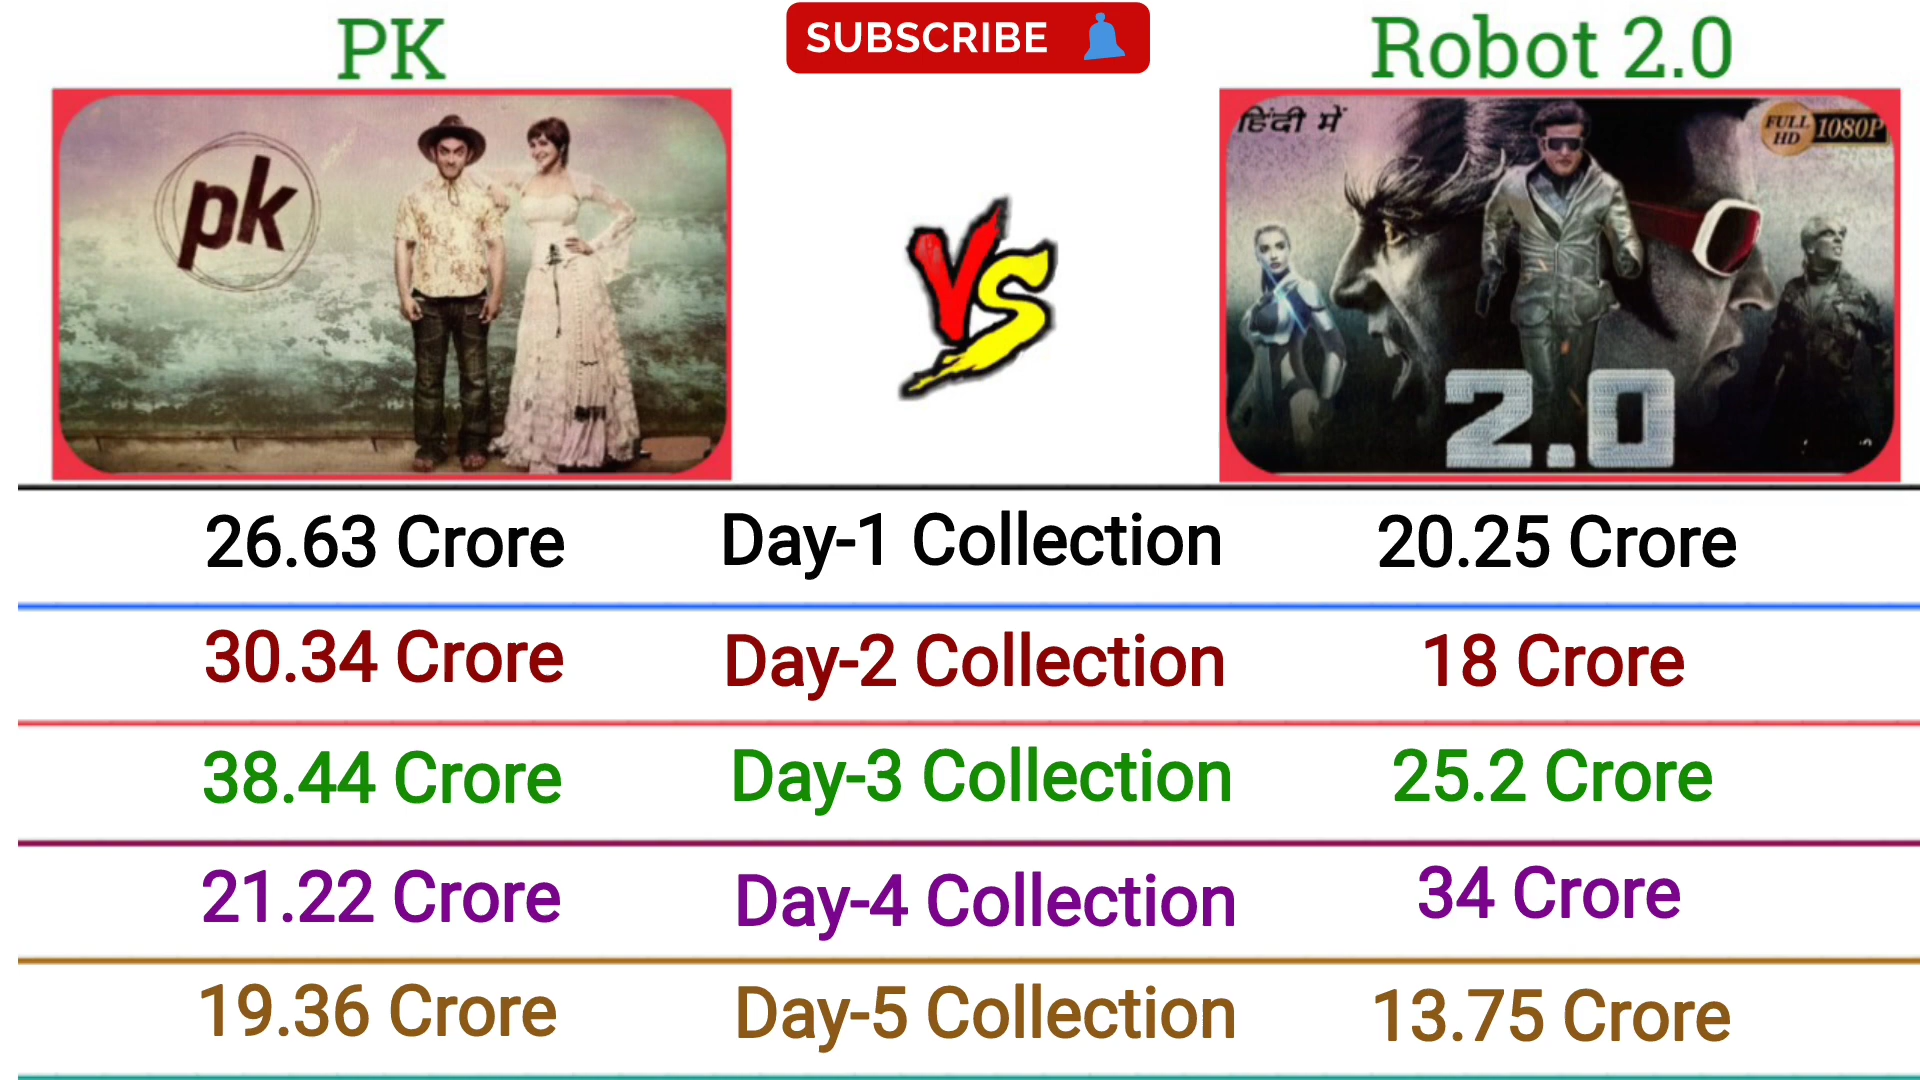 PK
SUBSCRIBE
Robot 2.0
pk
VS
हिंदी में
FULL HD 1080P
2.0
26.63 Crore Day-1 Collection 20.25 Crore
30.34 Crore Day-2 Collection 18 Crore
38.44 Crore Day-3 Collection 25.2 Crore
21.22 Crore Day-4 Collection 34 Crore
19.36 Crore Day-5 Collection 13.75 Crore